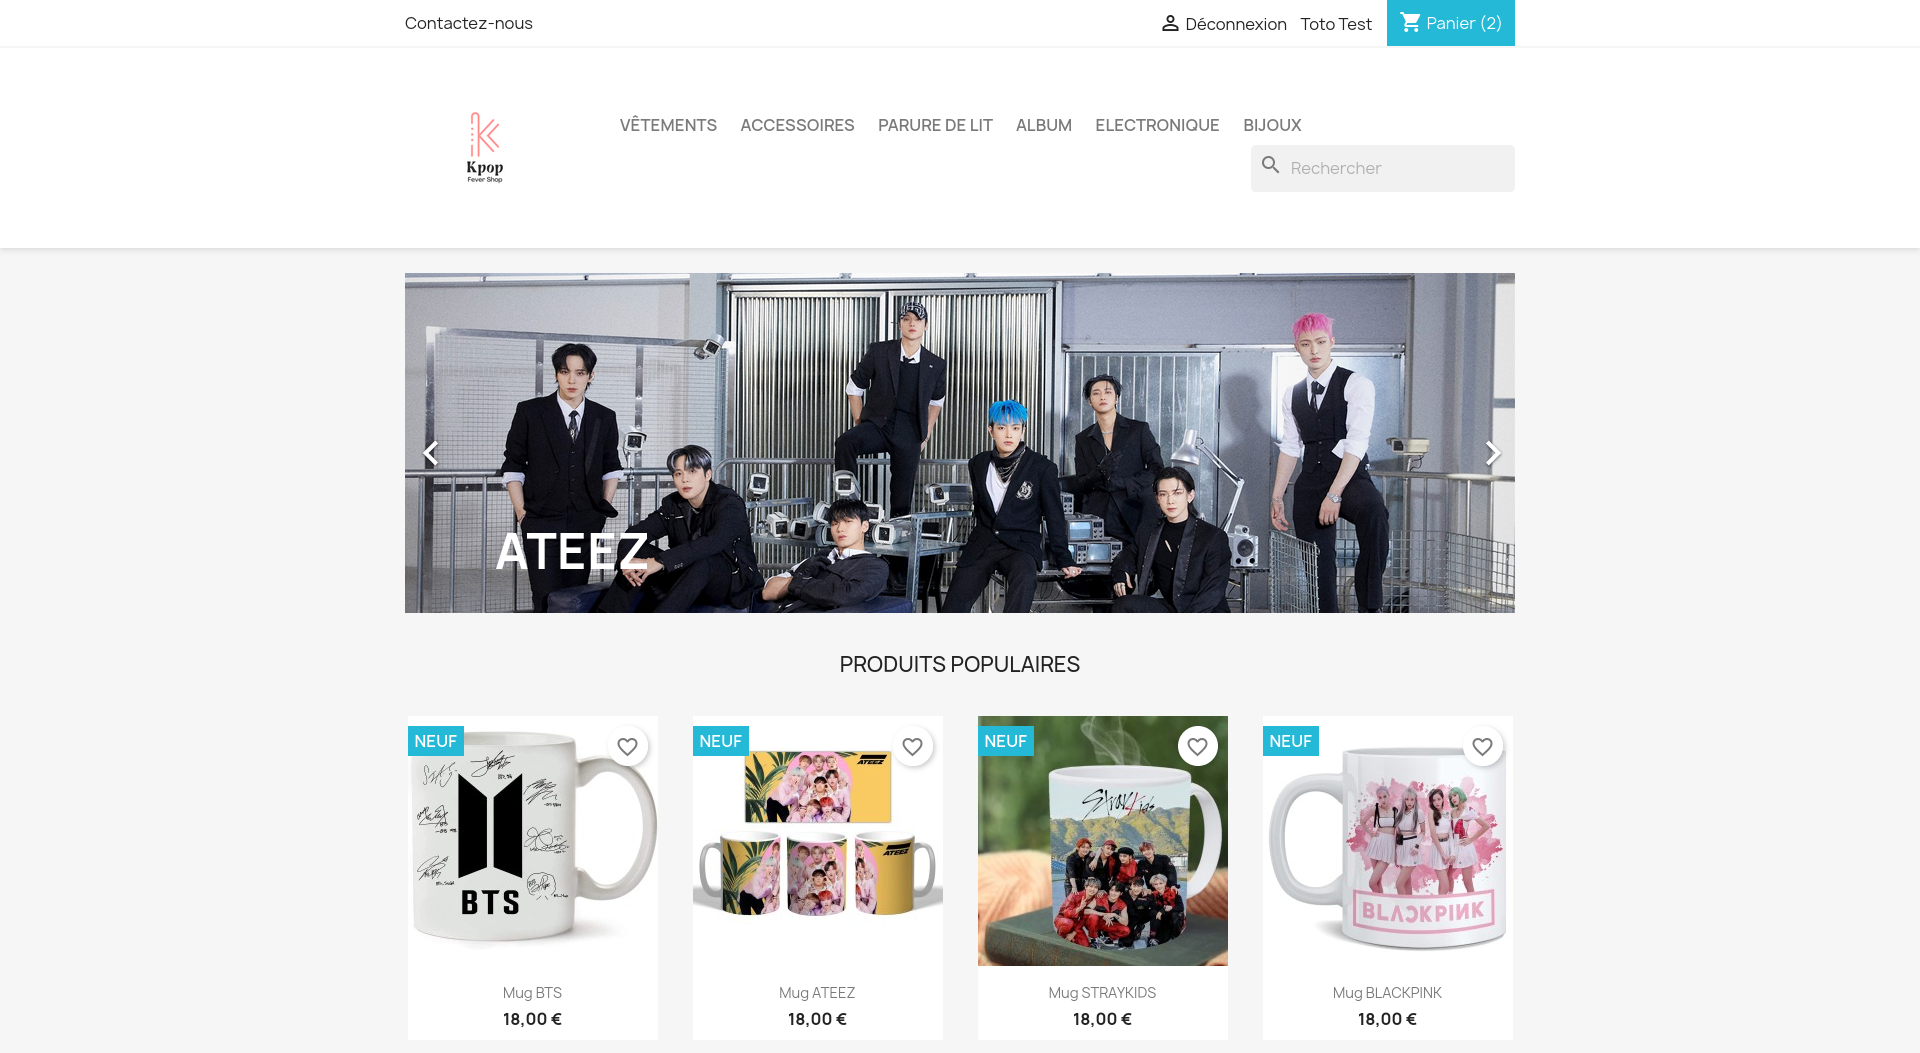 Contactez-nous
Déconnexion Toto Test Panier (2)
VÊTEMENTS ACCESSOIRES PARURE DE LIT ALBUM ELECTRONIQUE BIJOUX
Kpop
Fever Shop
Rechercher
ATEEZ
PRODUITS POPULAIRES
NEUF
BTS
NEUF
ATEEZ
ATEEZ
NEUF
StrayKids
NEUF
BLACKPINK
Mug BTS
18,00 €
Mug ATEEZ
18,00 €
Mug STRAYKIDS
18,00 €
Mug BLACKPINK
18,00 €